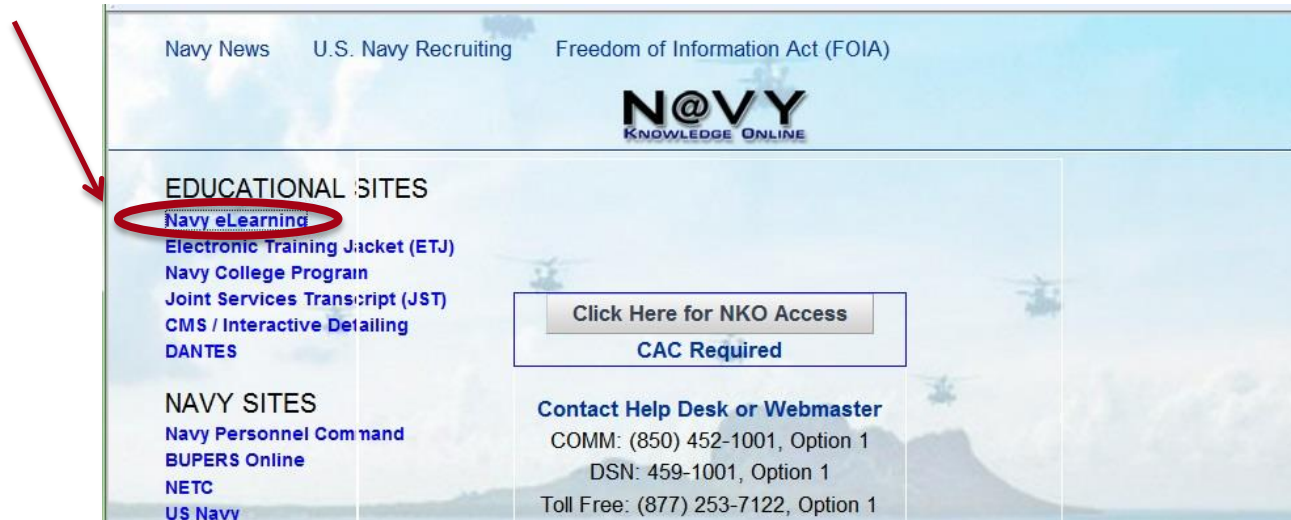 Navy News U.S. Navy Recruiting Freedom of Information Act (FOIA)
N@VY
KNOWLEDGE ONLINE
EDUCATIONAL SITES
Navy eLearning
Electronic Training Jacket (ETJ)
Navy College Program
Joint Services Transcript (JST)
CMS / Interactive Detailing
DANTES
NAVY SITES
Navy Personnel Command
BUPERS Online
NETC
US Navy
Click Here for NKO Access
CAC Required
Contact Help Desk or Webmaster
COMM: (850) 452-1001, Option 1
DSN: 459-1001, Option 1
Toll Free: (877) 253-7122, Option 1